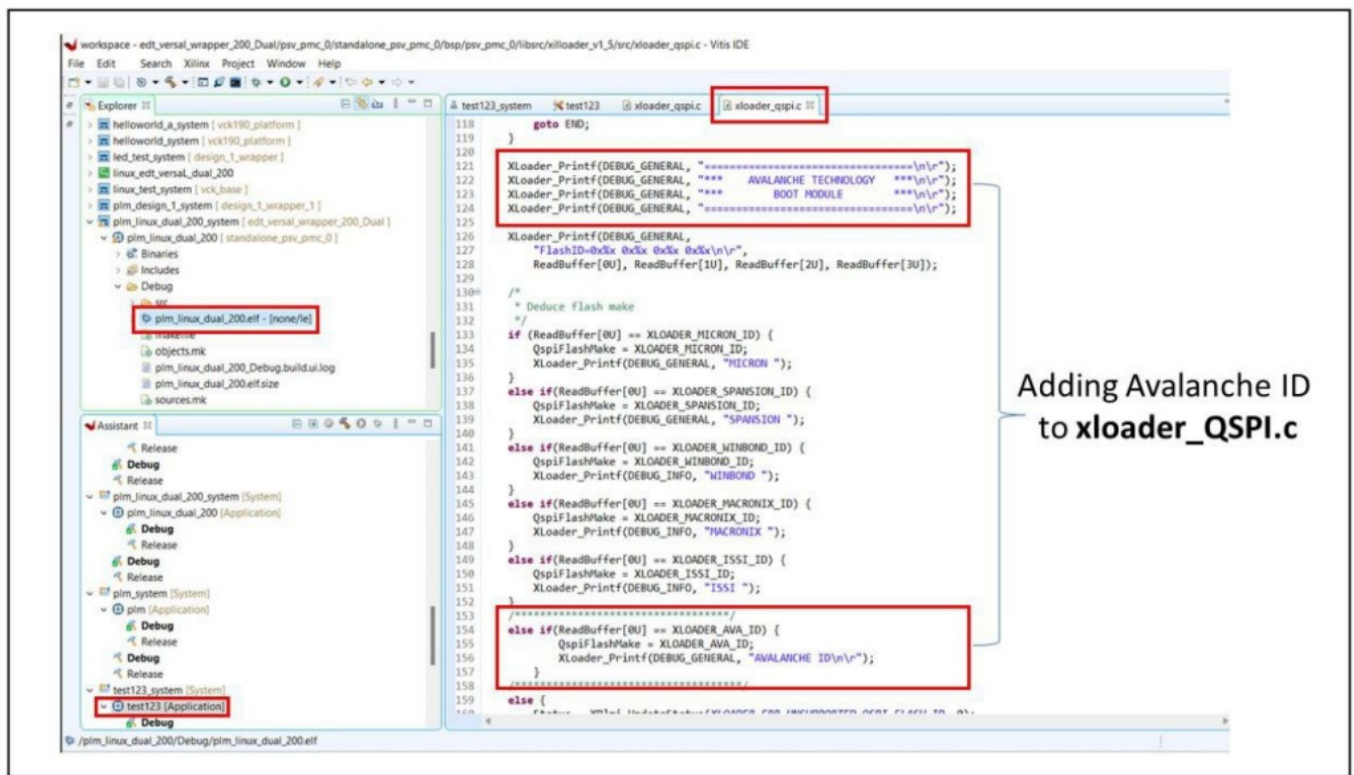 workspace - edt_versal_wrapper_200_Dual/psv_pmc_0/standalone_psv_pmc_0/bsp/psv_pmc_0/libsrc/xilloader_v1_5/src/xloader_qspi.c - Vitis IDE
File Edit Search Xilinx Project Window Help
Explorer
helloworld_a_system [ vck190_platform ]
helloworld_system [ vck190_platform ]
led_test_system [ design_1_wrapper ]
linux_edt_versaL_dual_200
linux_test_system [ vck_base ]
plm_design_1_system [ design_1_wrapper_1 ]
plm_linux_dual_200_system [ edt_versal_wrapper_200_Dual ]
plm_linux_dual_200 [ standalone_psv_pmc_0 ]
Binaries
Includes
Debug
src
plm_linux_dual_200.elf - [none/le]
makefile
objects.mk
plm_linux_dual_200_Debug.build.ui.log
plm_linux_dual_200.elf.size
sources.mk
Assistant
Release
Debug
Release
plm_linux_dual_200_system [System]
plm_linux_dual_200 [Application]
Debug
Release
Debug
Release
plm_system [System]
plm [Application]
Debug
Release
Debug
Release
test123_system [System]
test123 [Application]
Debug
/plm_linux_dual_200/Debug/plm_linux_dual_200.elf
test123_system test123 xloader_qspi.c xloader_qspi.c
118 goto END;
119 }
120
121 XLoader_Printf(DEBUG_GENERAL, "==================================\n\r");
122 XLoader_Printf(DEBUG_GENERAL, "*** AVALANCHE TECHNOLOGY ***\n\r");
123 XLoader_Printf(DEBUG_GENERAL, "*** BOOT MODULE ***\n\r");
124 XLoader_Printf(DEBUG_GENERAL, "==================================\n\r");
125
126 XLoader_Printf(DEBUG_GENERAL,
127 "FlashID=0x%x 0x%x 0x%x 0x%x\n\r",
128 ReadBuffer[0U], ReadBuffer[1U], ReadBuffer[2U], ReadBuffer[3U]);
129
130 /*
131 * Deduce flash make
132 */
133 if (ReadBuffer[0U] == XLOADER_MICRON_ID) {
134 QspiFlashMake = XLOADER_MICRON_ID;
135 XLoader_Printf(DEBUG_GENERAL, "MICRON ");
136 }
137 else if(ReadBuffer[0U] == XLOADER_SPANSION_ID) {
138 QspiFlashMake = XLOADER_SPANSION_ID;
139 XLoader_Printf(DEBUG_GENERAL, "SPANSION ");
140 }
141 else if(ReadBuffer[0U] == XLOADER_WINBOND_ID) {
142 QspiFlashMake = XLOADER_WINBOND_ID;
143 XLoader_Printf(DEBUG_INFO, "WINBOND ");
144 }
145 else if(ReadBuffer[0U] == XLOADER_MACRONIX_ID) {
146 QspiFlashMake = XLOADER_MACRONIX_ID;
147 XLoader_Printf(DEBUG_INFO, "MACRONIX ");
148 }
149 else if(ReadBuffer[0U] == XLOADER_ISSI_ID) {
150 QspiFlashMake = XLOADER_ISSI_ID;
151 XLoader_Printf(DEBUG_INFO, "ISSI ");
152 }
153 /**********************************/
154 else if(ReadBuffer[0U] == XLOADER_AVA_ID) {
155 QspiFlashMake = XLOADER_AVA_ID;
156 XLoader_Printf(DEBUG_GENERAL, "AVALANCHE ID\n\r");
157 }
158 /************************************/
159 else {
Adding Avalanche ID
to xloader_QSPI.c